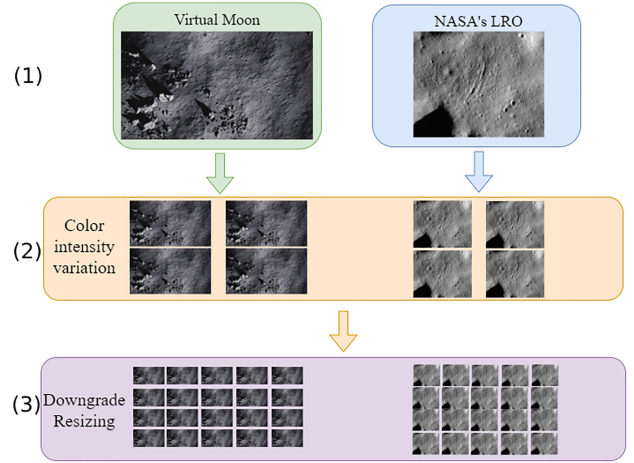 Virtual Moon
NASA's LRO
(1)
Color
intensity
variation
(2)
Downgrade
Resizing
(3)